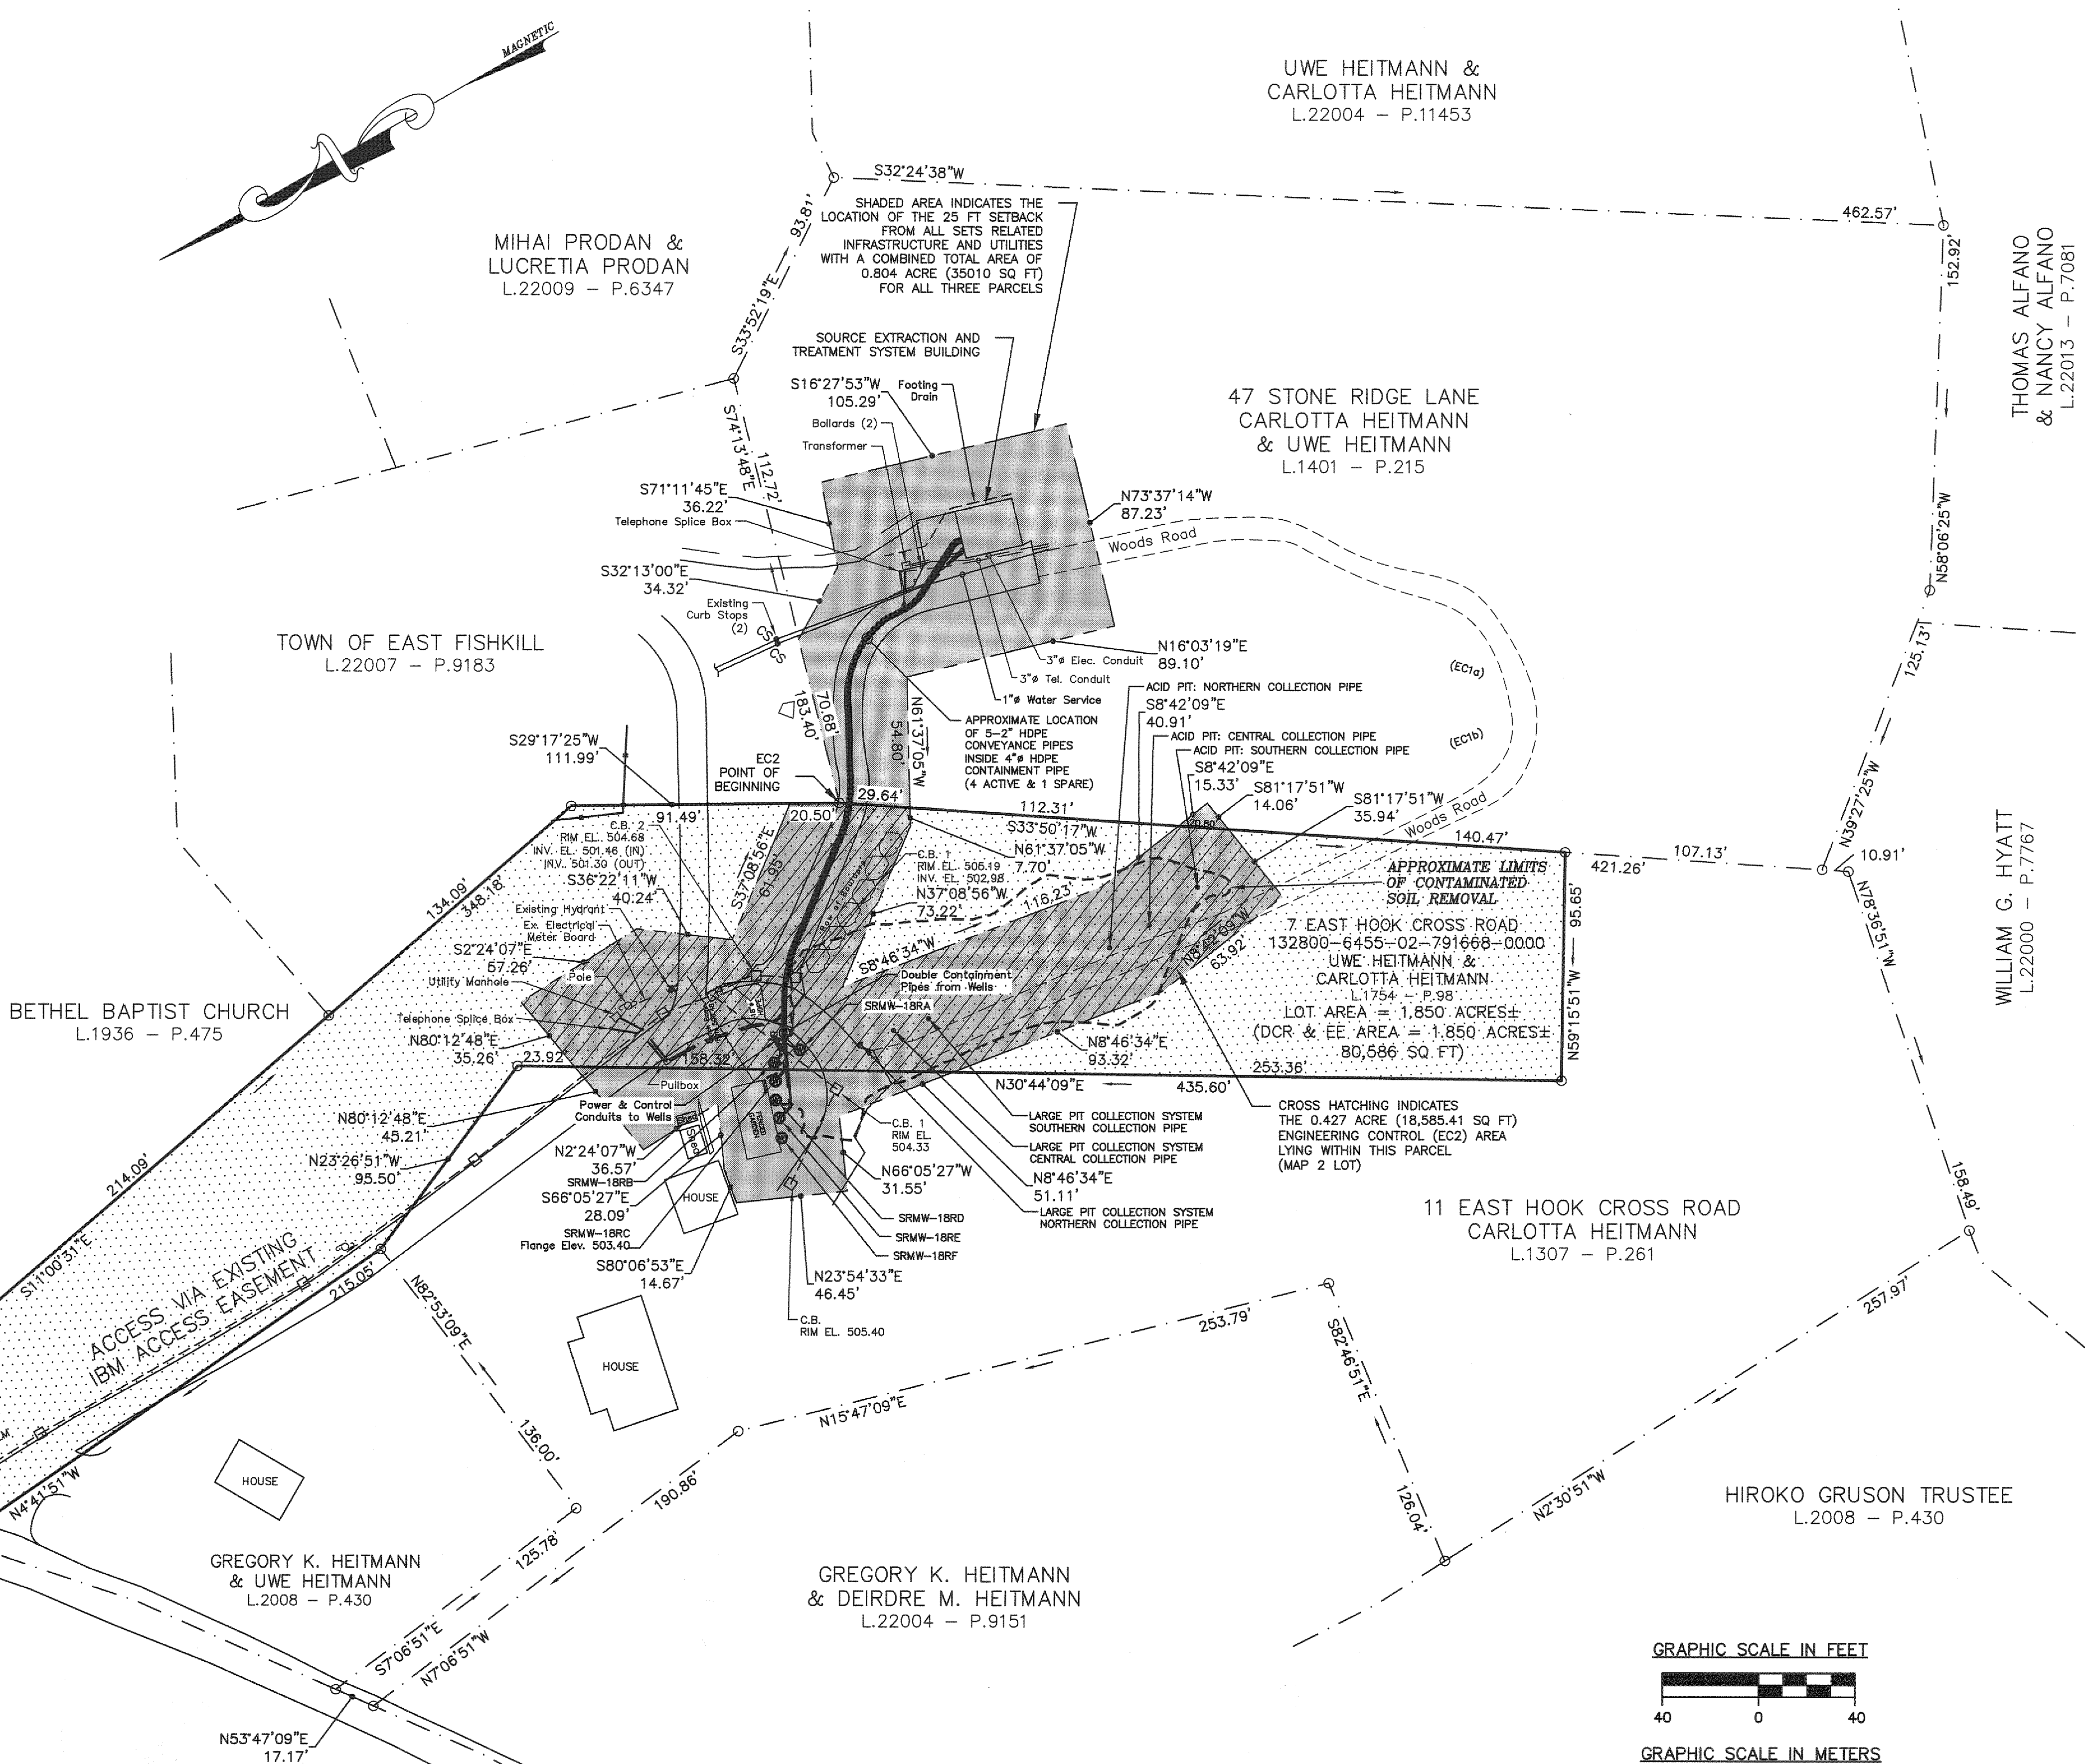 MAGNETIC
N
UWE HEITMANN &
CARLOTTA HEITMANN
L.22004 – P.11453
S32°24'38"W
462.57'
152.92'
THOMAS ALFANO
& NANCY ALFANO
L.22013 – P.7081
93.81'
S33°52'19"E
MIHAI PRODAN &
LUCRETIA PRODAN
L.22009 – P.6347
SHADED AREA INDICATES THE
LOCATION OF THE 25 FT SETBACK
FROM ALL SETS RELATED
INFRASTRUCTURE AND UTILITIES
WITH A COMBINED TOTAL AREA OF
0.804 ACRE (35010 SQ FT)
FOR ALL THREE PARCELS
SOURCE EXTRACTION AND
TREATMENT SYSTEM BUILDING
S16°27'53"W
105.29'
Footing
Drain
Bollards (2)
Transformer
47 STONE RIDGE LANE
CARLOTTA HEITMANN
& UWE HEITMANN
L.1401 – P.215
S74°13'48"E
112.72'
S71°11'45"E
36.22'
Telephone Splice Box
N73°37'14"W
87.23'
Woods Road
S32°13'00"E
34.32'
Existing
Curb Stops
(2)
CS
CS
N58°06'25"W
TOWN OF EAST FISHKILL
L.22007 – P.9183
N16°03'19"E
89.10'
3"ø Elec. Conduit
3"ø Tel. Conduit
1"ø Water Service
(EC1a)
(EC1b)
125.13'
N39°27'25"W
ACID PIT: NORTHERN COLLECTION PIPE
S8°42'09"E
40.91'
ACID PIT: CENTRAL COLLECTION PIPE
ACID PIT: SOUTHERN COLLECTION PIPE
S8°42'09"E
15.33'
S81°17'51"W
14.06'
S81°17'51"W
35.94'
70.68'
183.40'
N61°37'05"W
54.80'
APPROXIMATE LOCATION
OF 5–2" HDPE
CONVEYANCE PIPES
INSIDE 4"ø HDPE
CONTAINMENT PIPE
(4 ACTIVE & 1 SPARE)
S29°17'25"W
111.99'
EC2
POINT OF
BEGINNING
29.64'
20.50'
91.49'
112.31'
S33°50'17"W
20.80'
Woods Road
140.47'
107.13'
421.26'
10.91'
N78°36'51"W
WILLIAM G. HYATT
L.22000 – P.7767
C.B. 2
RIM EL. 504.68
INV. EL. 501.46 (IN)
INV. 501.30 (OUT)
S37°08'56"E
61.95'
Row of Boulders
C.B. 1
RIM EL. 506.19
INV. EL. 502.98
N61°37'05"W
7.70'
N37°08'56"W
73.22'
116.23'
S8°46'34"W
APPROXIMATE LIMITS
OF CONTAMINATED
SOIL REMOVAL
S36°22'11"W
40.24'
134.09'
348.18'
Existing Hydrant
Ex. Electrical
Meter Board
S2°24'07"E
57.26'
Pole
Utility Manhole
Telephone Splice Box
N80°12'48"E
35.26'
7 EAST HOOK CROSS ROAD
132800–6455–02–791668–0000
UWE HEITMANN &
CARLOTTA HEITMANN
L.1754 – P.98
LOT AREA = 1.850 ACRES±
(DCR & EE AREA = 1.850 ACRES±
80,586 SQ FT)
95.65'
N59°15'51"W
N8°42'09"W
63.92'
Double Containment
Pipes from Wells
SRMW–18RA
BETHEL BAPTIST CHURCH
L.1936 – P.475
23.92'
158.32'
Pullbox
N8°46'34"E
93.32'
253.36'
N30°44'09"E
435.60'
Power & Control
Conduits to Wells
N80°12'48"E
45.21'
N23°26'51"W
95.50'
Shed
Shed
FENCED
GARDEN
HOUSE
C.B. 1
RIM EL.
504.33
LARGE PIT COLLECTION SYSTEM
SOUTHERN COLLECTION PIPE
LARGE PIT COLLECTION SYSTEM
CENTRAL COLLECTION PIPE
N8°46'34"E
51.11'
LARGE PIT COLLECTION SYSTEM
NORTHERN COLLECTION PIPE
CROSS HATCHING INDICATES
THE 0.427 ACRE (18,585.41 SQ FT)
ENGINEERING CONTROL (EC2) AREA
LYING WITHIN THIS PARCEL
(MAP 2 LOT)
N2°24'07"W
36.57'
SRMW–18RB
S66°05'27"E
28.09'
SRMW–18RC
Flange Elev. 503.40
S80°06'53"E
14.67'
N66°05'27"W
31.55'
SRMW–18RD
SRMW–18RE
SRMW–18RF
N23°54'33"E
46.45'
C.B.
RIM EL. 505.40
214.09'
S11°00'31"E
ACCESS VIA EXISTING
IBM ACCESS EASEMENT
215.05'
N82°53'09"E
136.00'
11 EAST HOOK CROSS ROAD
CARLOTTA HEITMANN
L.1307 – P.261
158.49'
257.97'
253.79'
N15°47'09"E
S82°46'51"E
126.04'
HOUSE
HOUSE
N4°41'51"W
190.86'
N2°30'51"W
HIROKO GRUSON TRUSTEE
L.2008 – P.430
125.78'
GREGORY K. HEITMANN
& UWE HEITMANN
L.2008 – P.430
GREGORY K. HEITMANN
& DEIRDRE M. HEITMANN
L.22004 – P.9151
S7°06'51"E
N7°06'51"W
N53°47'09"E
17.17'
GRAPHIC SCALE IN FEET
40 0 40
GRAPHIC SCALE IN METERS